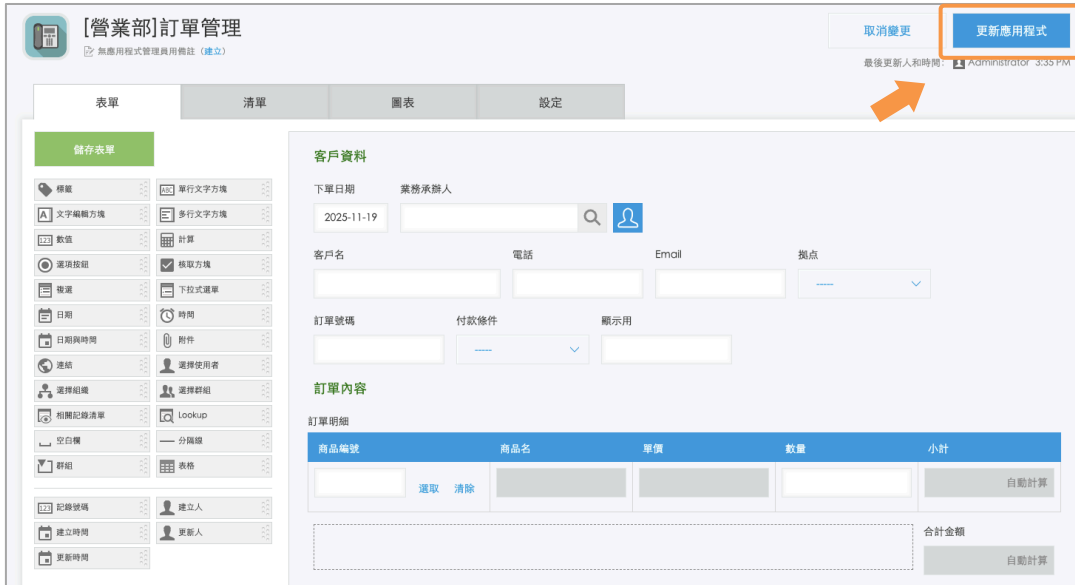 [營業部]訂單管理
無應用程式管理員用備註（建立）
取消變更
更新應用程式
最後更新人和時間： Administrator 3:35 PM
表單 清單 圖表 設定
儲存表單
標籤 ABC 單行文字方塊
A 文字編輯方塊 多行文字方塊
123 數值 計算
選項按鈕 核取方塊
複選 下拉式選單
日期 時間
日期與時間 附件
連結 選擇使用者
選擇組織 選擇群組
相關記錄清單 Lookup
空白欄 分隔線
群組 表格
123 記錄號碼 建立人
建立時間 更新人
更新時間
客戶資料
下單日期 業務承辦人
2025-11-19
客戶名 電話 Email 拠点
-----
訂單號碼 付款條件 顯示用
-----
訂單內容
訂單明細
商品編號 商品名 單價 數量 小計
選取 清除 自動計算
合計金額
自動計算